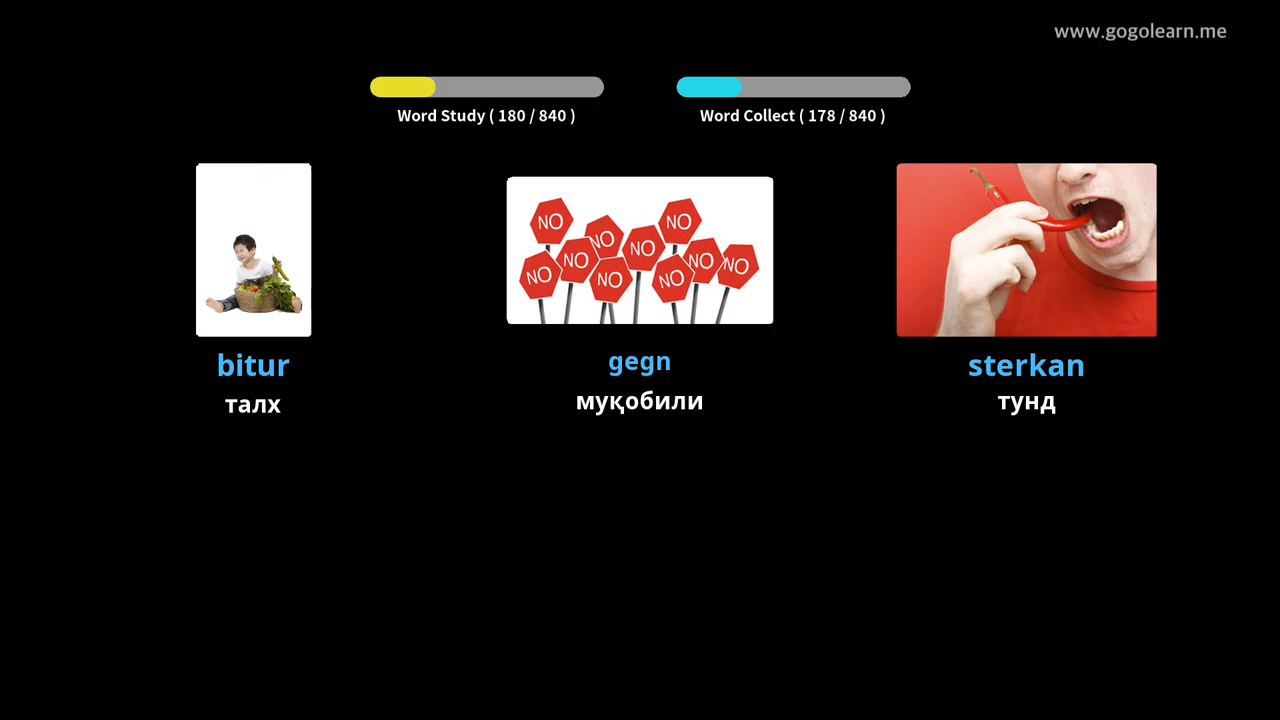 www.gogolearn.me
Word Study ( 180 / 840 )
Word Collect ( 178 / 840 )
NO
NO
NO
NO
NO
NO
NO
NO
NO
NO
bitur
gegn
sterkan
талх
муқобили
тунд